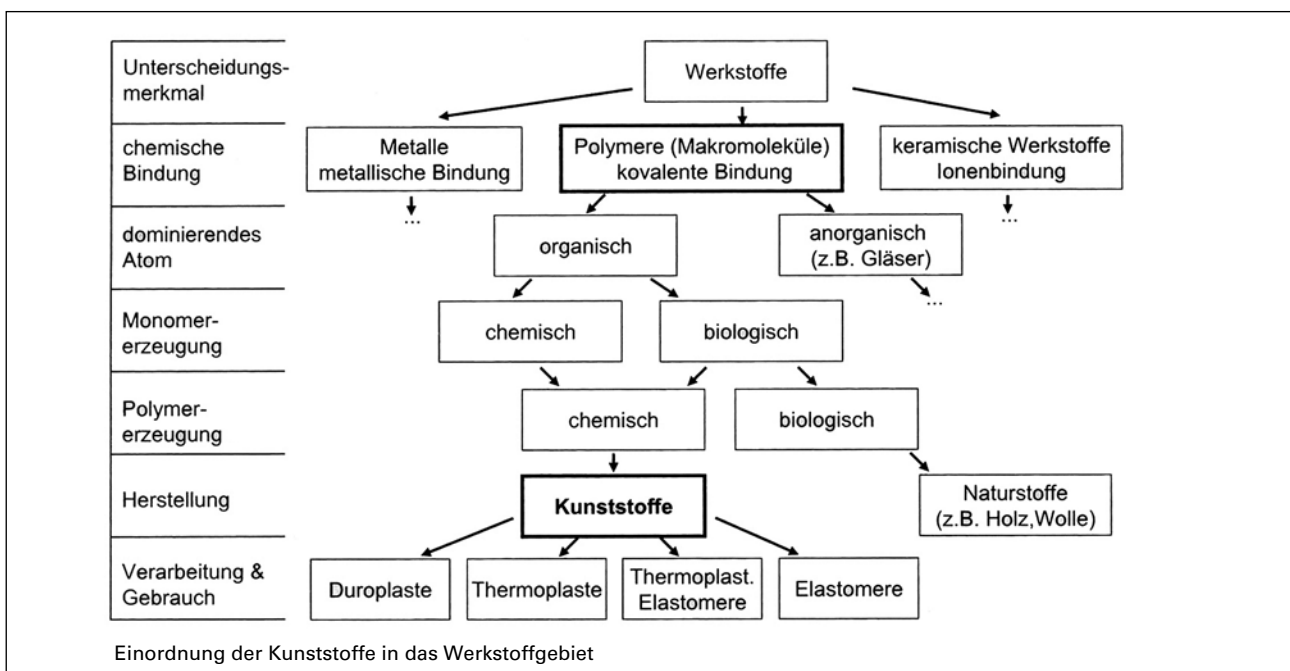 Unterscheidungs-
merkmal
Werkstoffe
chemische
Bindung
Metalle
metallische Bindung
Polymere (Makromoleküle)
kovalente Bindung
keramische Werkstoffe
Ionenbindung
...
...
dominierendes
Atom
organisch
anorganisch
(z.B. Gläser)
...
Monomer-
erzeugung
chemisch
biologisch
Polymer-
erzeugung
chemisch
biologisch
Herstellung
Kunststoffe
Naturstoffe
(z.B. Holz,Wolle)
Verarbeitung &
Gebrauch
Duroplaste
Thermoplaste
Thermoplast.
Elastomere
Elastomere
Einordnung der Kunststoffe in das Werkstoffgebiet